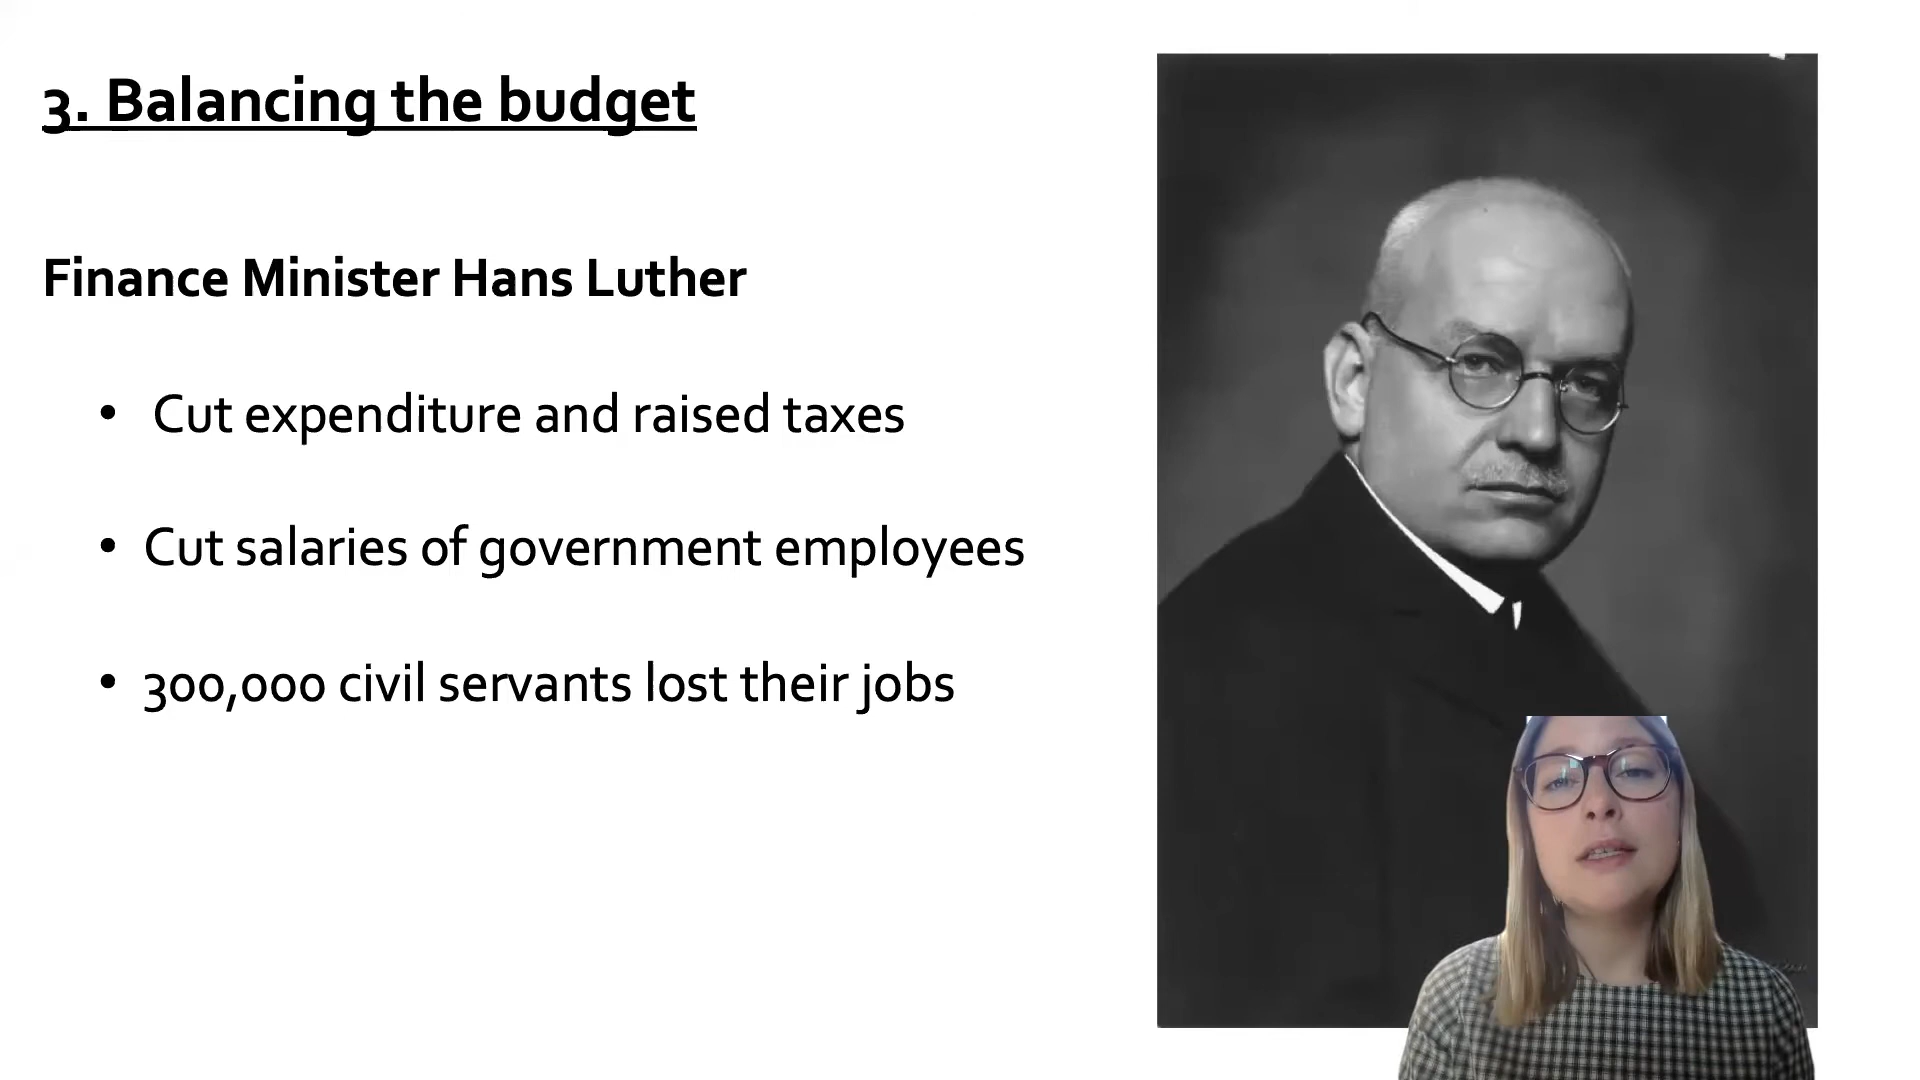 3. Balancing the budget
Finance Minister Hans Luther
• Cut expenditure and raised taxes
• Cut salaries of government employees
• 300,000 civil servants lost their jobs